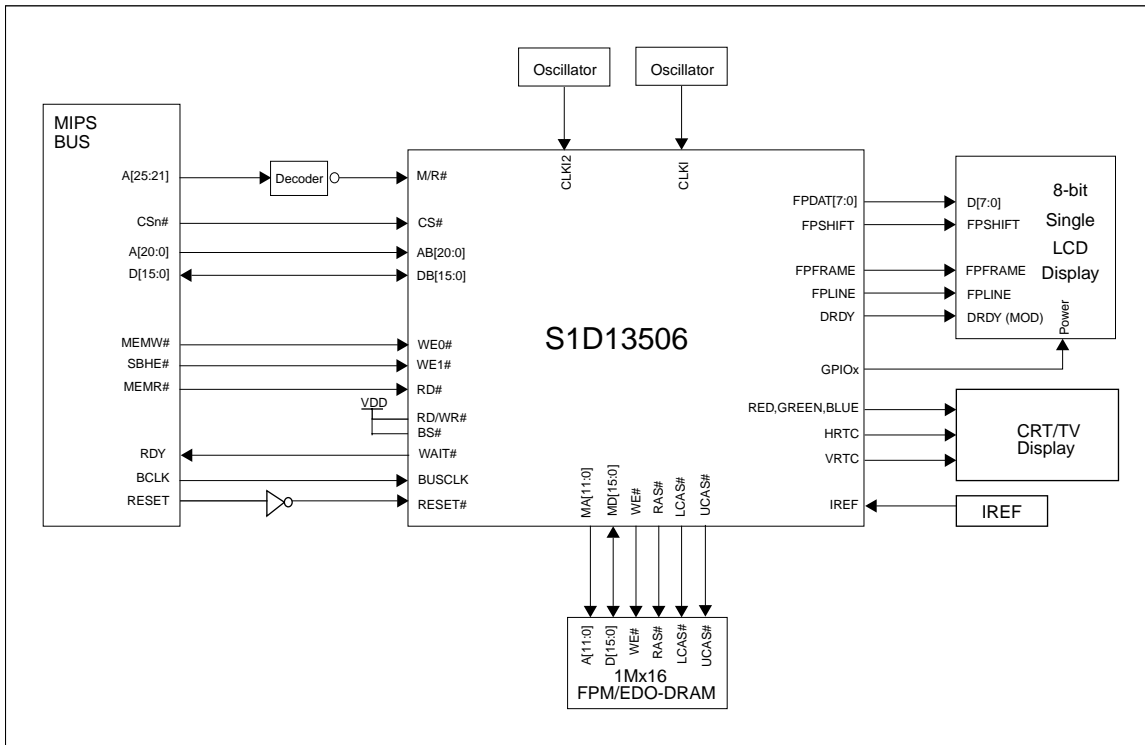 Oscillator
Oscillator
MIPS
BUS
A[25:21]
CSn#
A[20:0]
D[15:0]
MEMW#
SBHE#
MEMR#
RDY
BCLK
RESET
Decoder
VDD
CLKI2
CLKI
M/R#
CS#
AB[20:0]
DB[15:0]
WE0#
WE1#
RD#
RD/WR#
BS#
WAIT#
BUSCLK
RESET#
S1D13506
FPDAT[7:0]
FPSHIFT
FPFRAME
FPLINE
DRDY
GPIOx
RED,GREEN,BLUE
HRTC
VRTC
IREF
MA[11:0]
MD[15:0]
WE#
RAS#
LCAS#
UCAS#
D[7:0]
FPSHIFT
FPFRAME
FPLINE
DRDY (MOD)
8-bit
Single
LCD
Display
Power
CRT/TV
Display
IREF
A[11:0]
D[15:0]
WE#
RAS#
LCAS#
UCAS#
1Mx16
FPM/EDO-DRAM